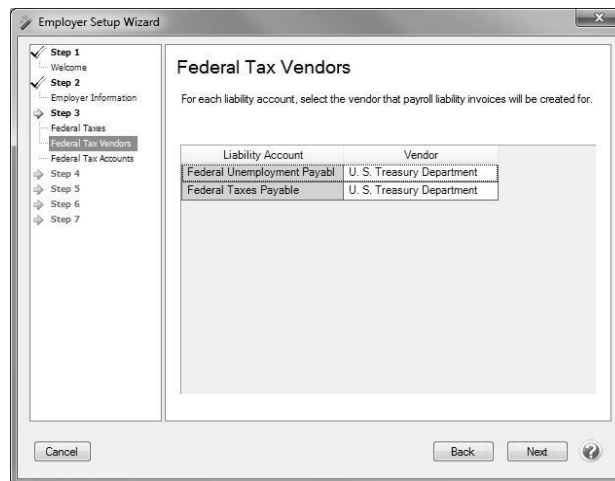 Employer Setup Wizard
Step 1
Welcome
Step 2
Employer Information
Step 3
Federal Taxes
Federal Tax Vendors
Federal Tax Accounts
Step 4
Step 5
Step 6
Step 7
Federal Tax Vendors
For each liability account, select the vendor that payroll liability invoices will be created for.
Liability Account Vendor
Federal Unemployment Payabl U. S. Treasury Department
Federal Taxes Payable U. S. Treasury Department
Cancel Back Next ?